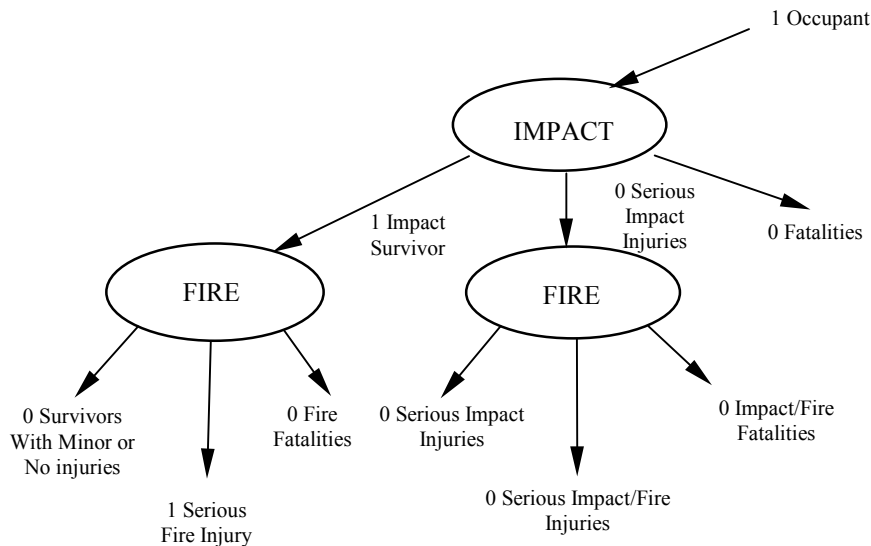 1 Occupant
IMPACT
1 Impact
Survivor
0 Serious
Impact
Injuries
0 Fatalities
FIRE
FIRE
0 Survivors
With Minor or
No injuries
1 Serious
Fire Injury
0 Fire
Fatalities
0 Serious Impact
Injuries
0 Serious Impact/Fire
Injuries
0 Impact/Fire
Fatalities